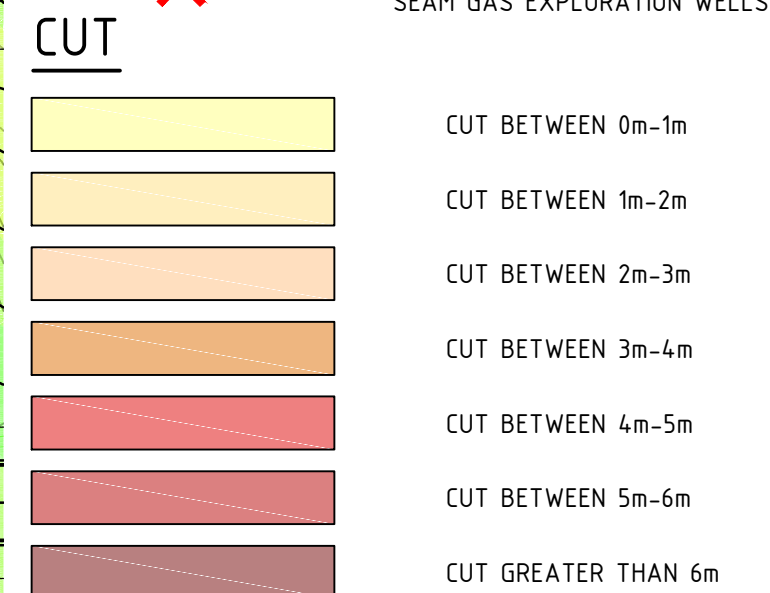 SEAM GAS EXPLORATION WELLS
CUT
CUT BETWEEN 0m-1m
CUT BETWEEN 1m-2m
CUT BETWEEN 2m-3m
CUT BETWEEN 3m-4m
CUT BETWEEN 4m-5m
CUT BETWEEN 5m-6m
CUT GREATER THAN 6m